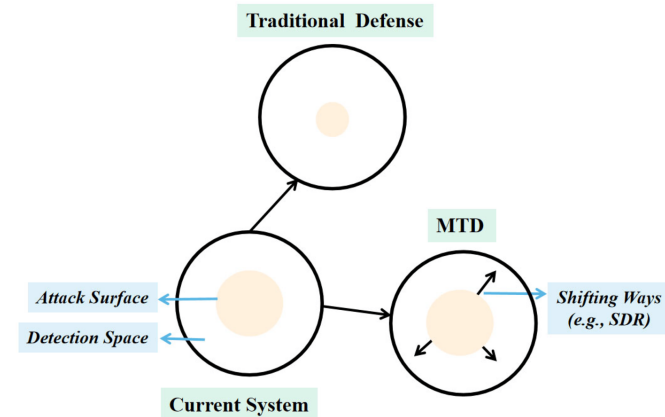 Traditional Defense
MTD
Attack Surface
Detection Space
Shifting Ways
(e.g., SDR)
Current System